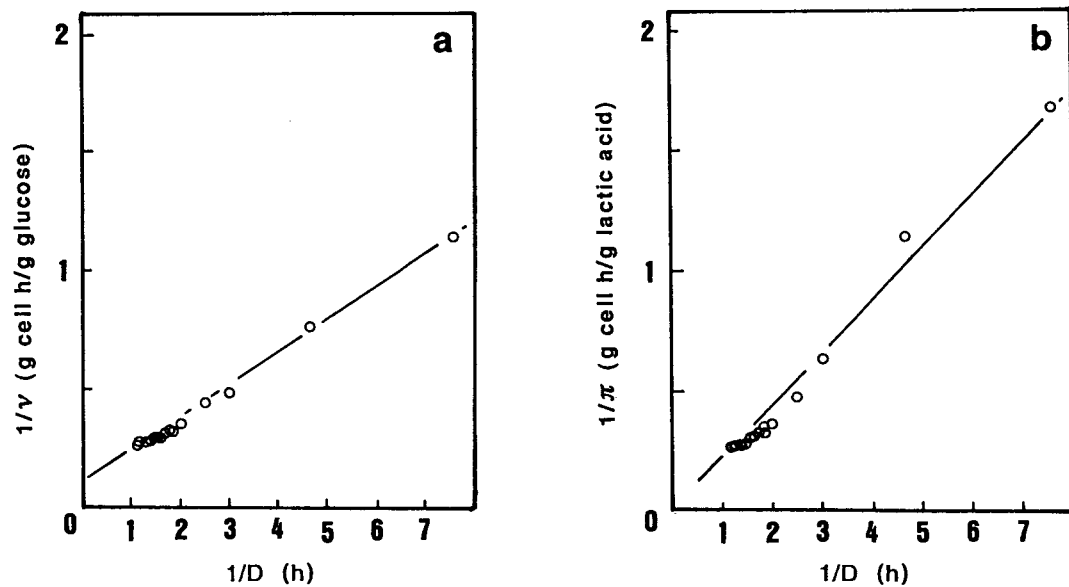 a
2
1
0
1 2 3 4 5 6 7
1/ν (g cell h/g glucose)
1/D (h)
b
2
1
0
1 2 3 4 5 6 7
1/π (g cell h/g lactic acid)
1/D (h)